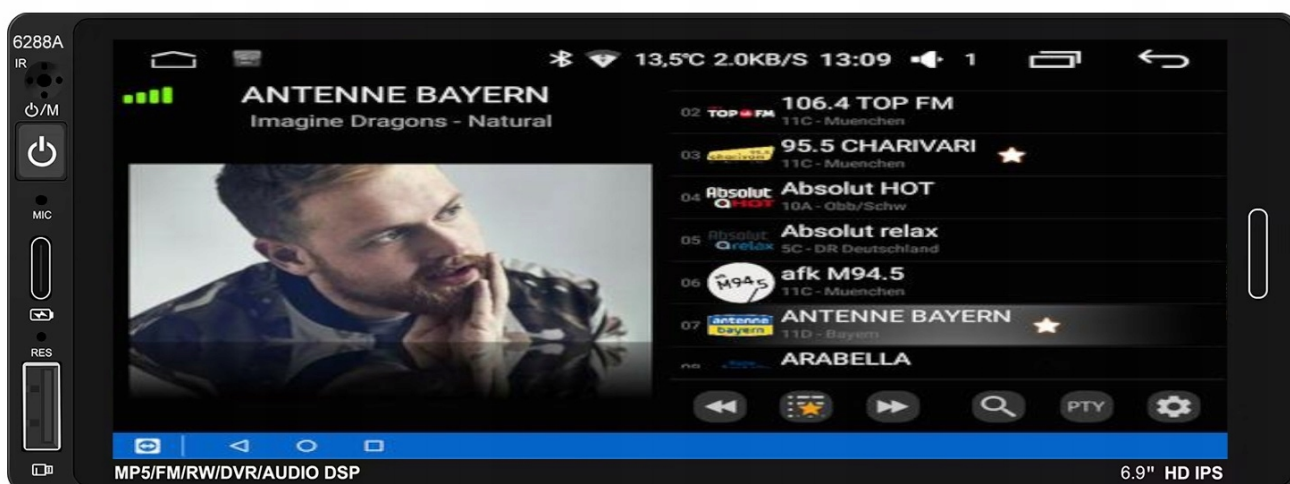 6288A
IR
/M
MIC
RES
13,5°C 2.0KB/S 13:09 1
ANTENNE BAYERN
Imagine Dragons - Natural
02 TOP FM 106.4 TOP FM
11C - Muenchen
03 charivari 95.5 CHARIVARI
11C - Muenchen
04 Absolut HOT Absolut HOT
10A - Obb/Schw
05 Absolut relax Absolut relax
5C - DR Deutschland
06 M94.5 afk M94.5
11C - Muenchen
07 antenne bayern ANTENNE BAYERN
11D - Bayern
ARABELLA
PTY
MP5/FM/RW/DVR/AUDIO DSP
6.9" HD IPS